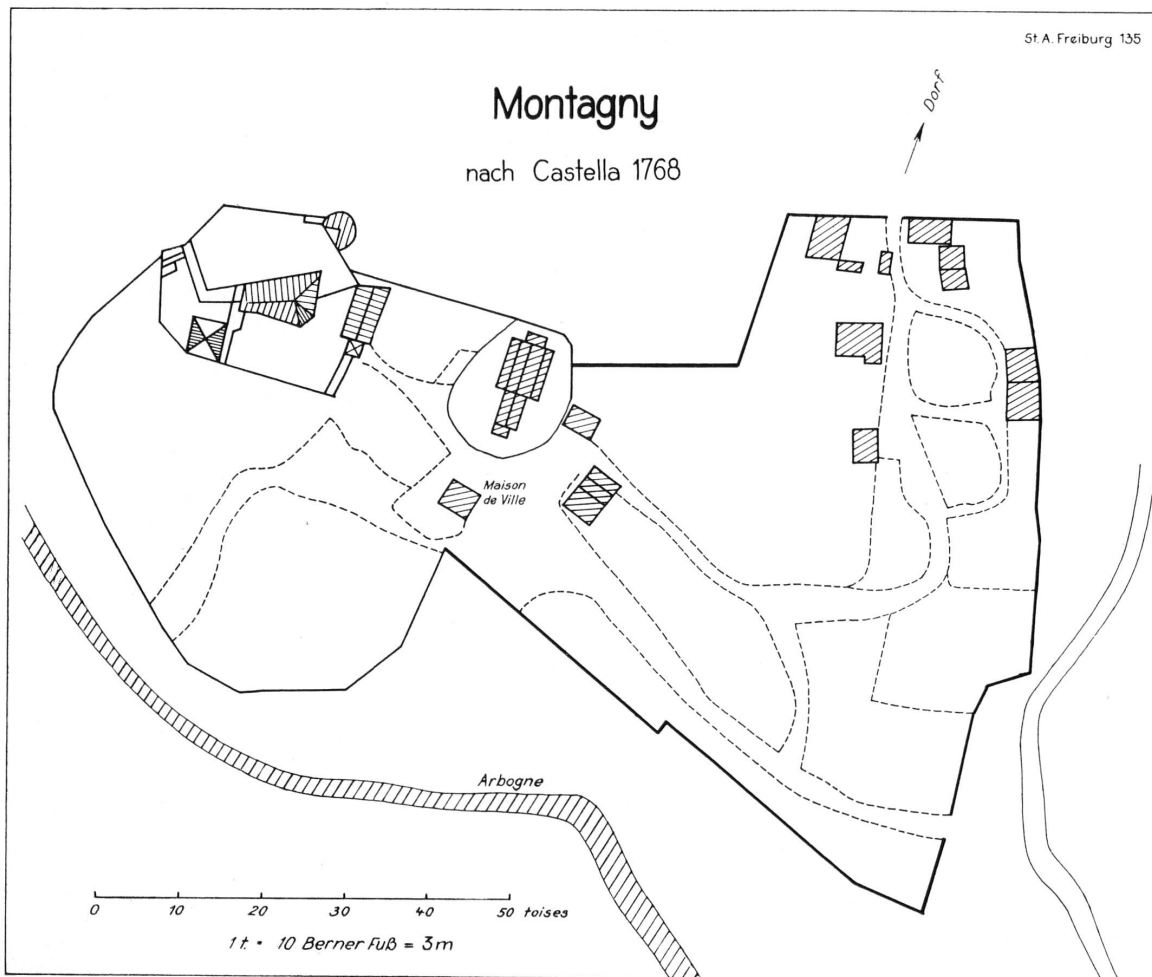 St. A. Freiburg 135
Montagny
nach Castella 1768
Dorf
Maison
de Ville
Arbogne
0 10 20 30 40 50 toises
1 t. = 10 Berner Fuß = 3m